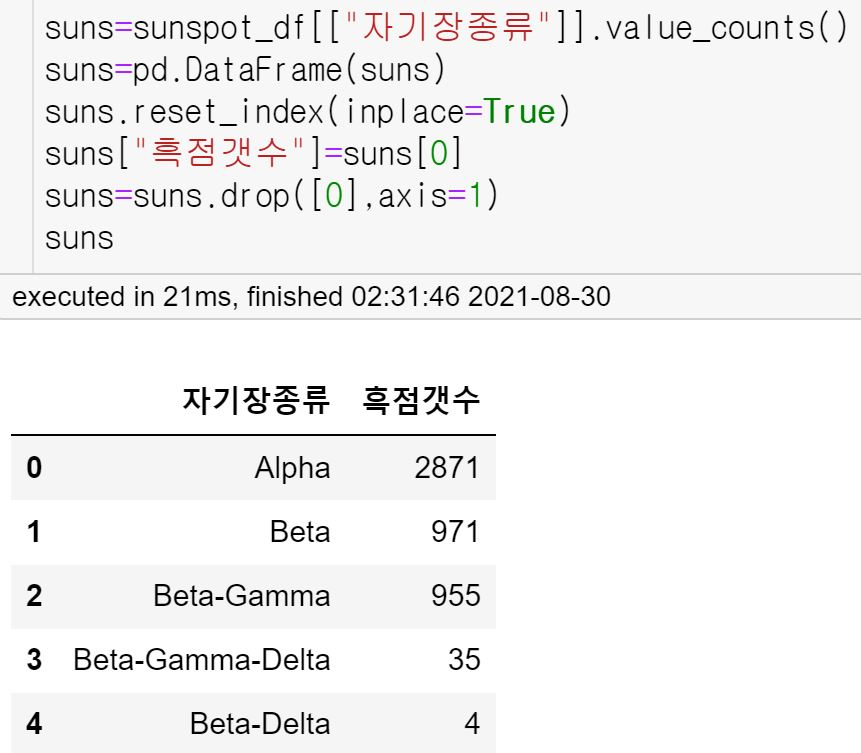 suns=sunspot_df[["자기장종류"]].value_counts()
suns=pd.DataFrame(suns)
suns.reset_index(inplace=True)
suns["흑점갯수"]=suns[0]
suns=suns.drop([0],axis=1)
suns
executed in 21ms, finished 02:31:46 2021-08-30
자기장종류 흑점갯수
0 Alpha 2871
1 Beta 971
2 Beta-Gamma 955
3 Beta-Gamma-Delta 35
4 Beta-Delta 4